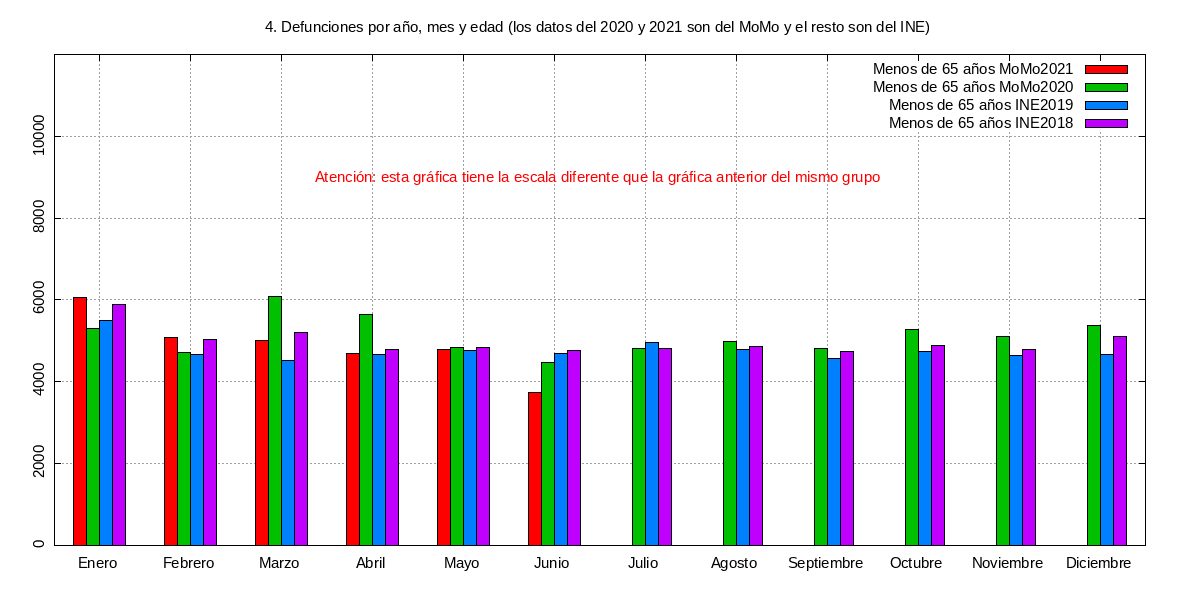 4. Defunciones por año, mes y edad (los datos del 2020 y 2021 son del MoMo y el resto son del INE)
Menos de 65 años MoMo2021
Menos de 65 años MoMo2020
Menos de 65 años INE2019
Menos de 65 años INE2018
Atención: esta gráfica tiene la escala diferente que la gráfica anterior del mismo grupo
10000
8000
6000
4000
2000
0
Enero Febrero Marzo Abril Mayo Junio Julio Agosto Septiembre Octubre Noviembre Diciembre